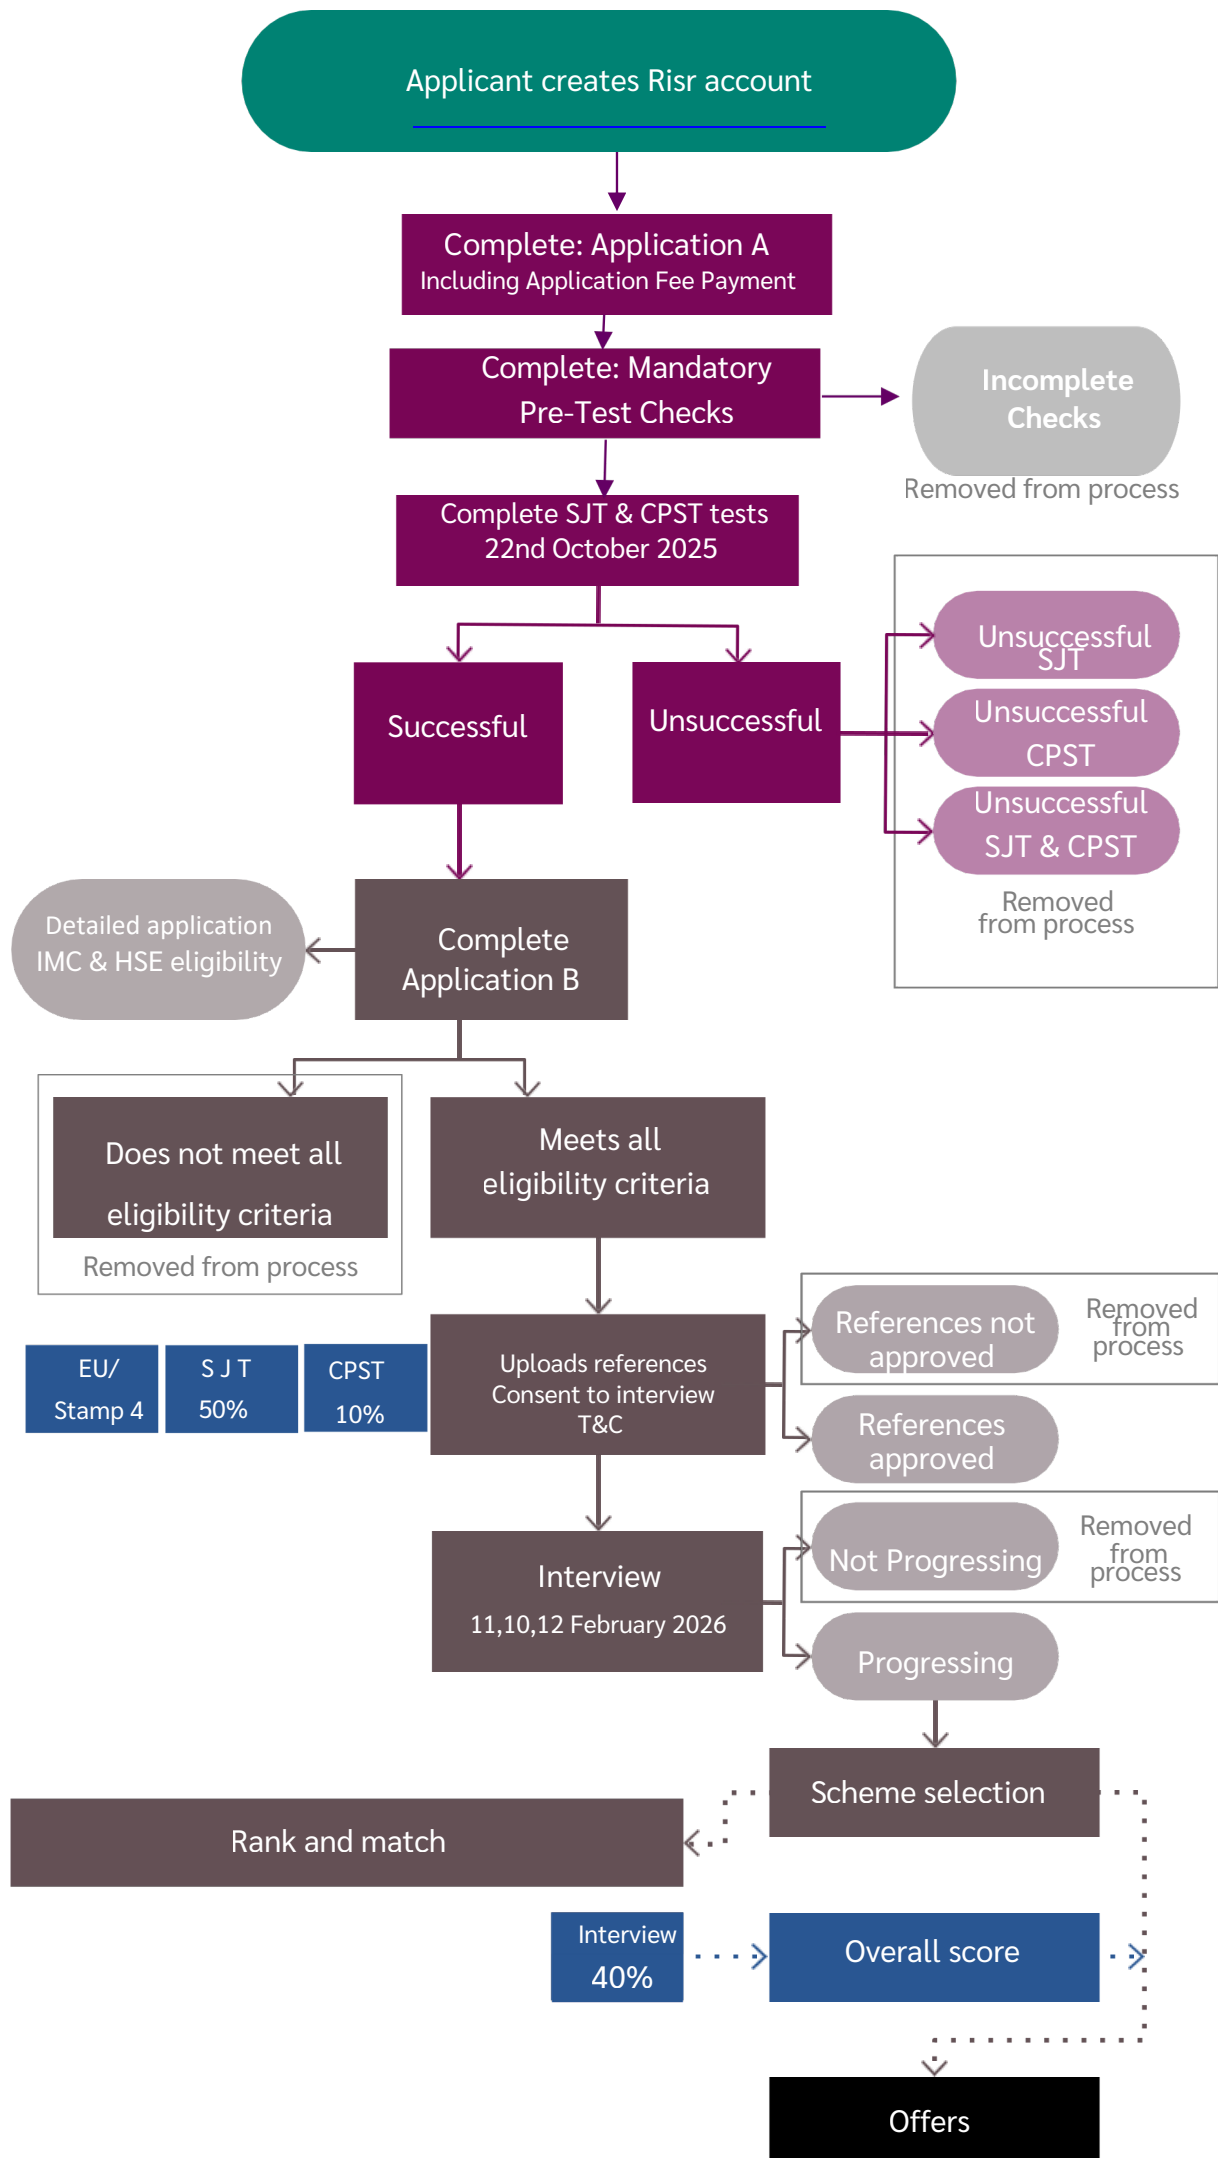 Applicant creates Risr account
Complete: Application A
Including Application Fee Payment
Complete: Mandatory
Pre-Test Checks
Incomplete
Checks
Removed from process
Complete SJT & CPST tests
22nd October 2025
Successful
Unsuccessful
Unsuccessful
SJT
Unsuccessful
CPST
Unsuccessful
SJT & CPST
Removed
from process
Detailed application
IMC & HSE eligibility
Complete
Application B
Does not meet all
eligibility criteria
Removed from process
Meets all
eligibility criteria
EU/
Stamp 4
S J T
50%
CPST
10%
Uploads references
Consent to interview
T&C
References not
approved
Removed
from
process
References
approved
Interview
11,10,12 February 2026
Not Progressing
Removed
from
process
Progressing
Scheme selection
Rank and match
Interview
40%
Overall score
Offers